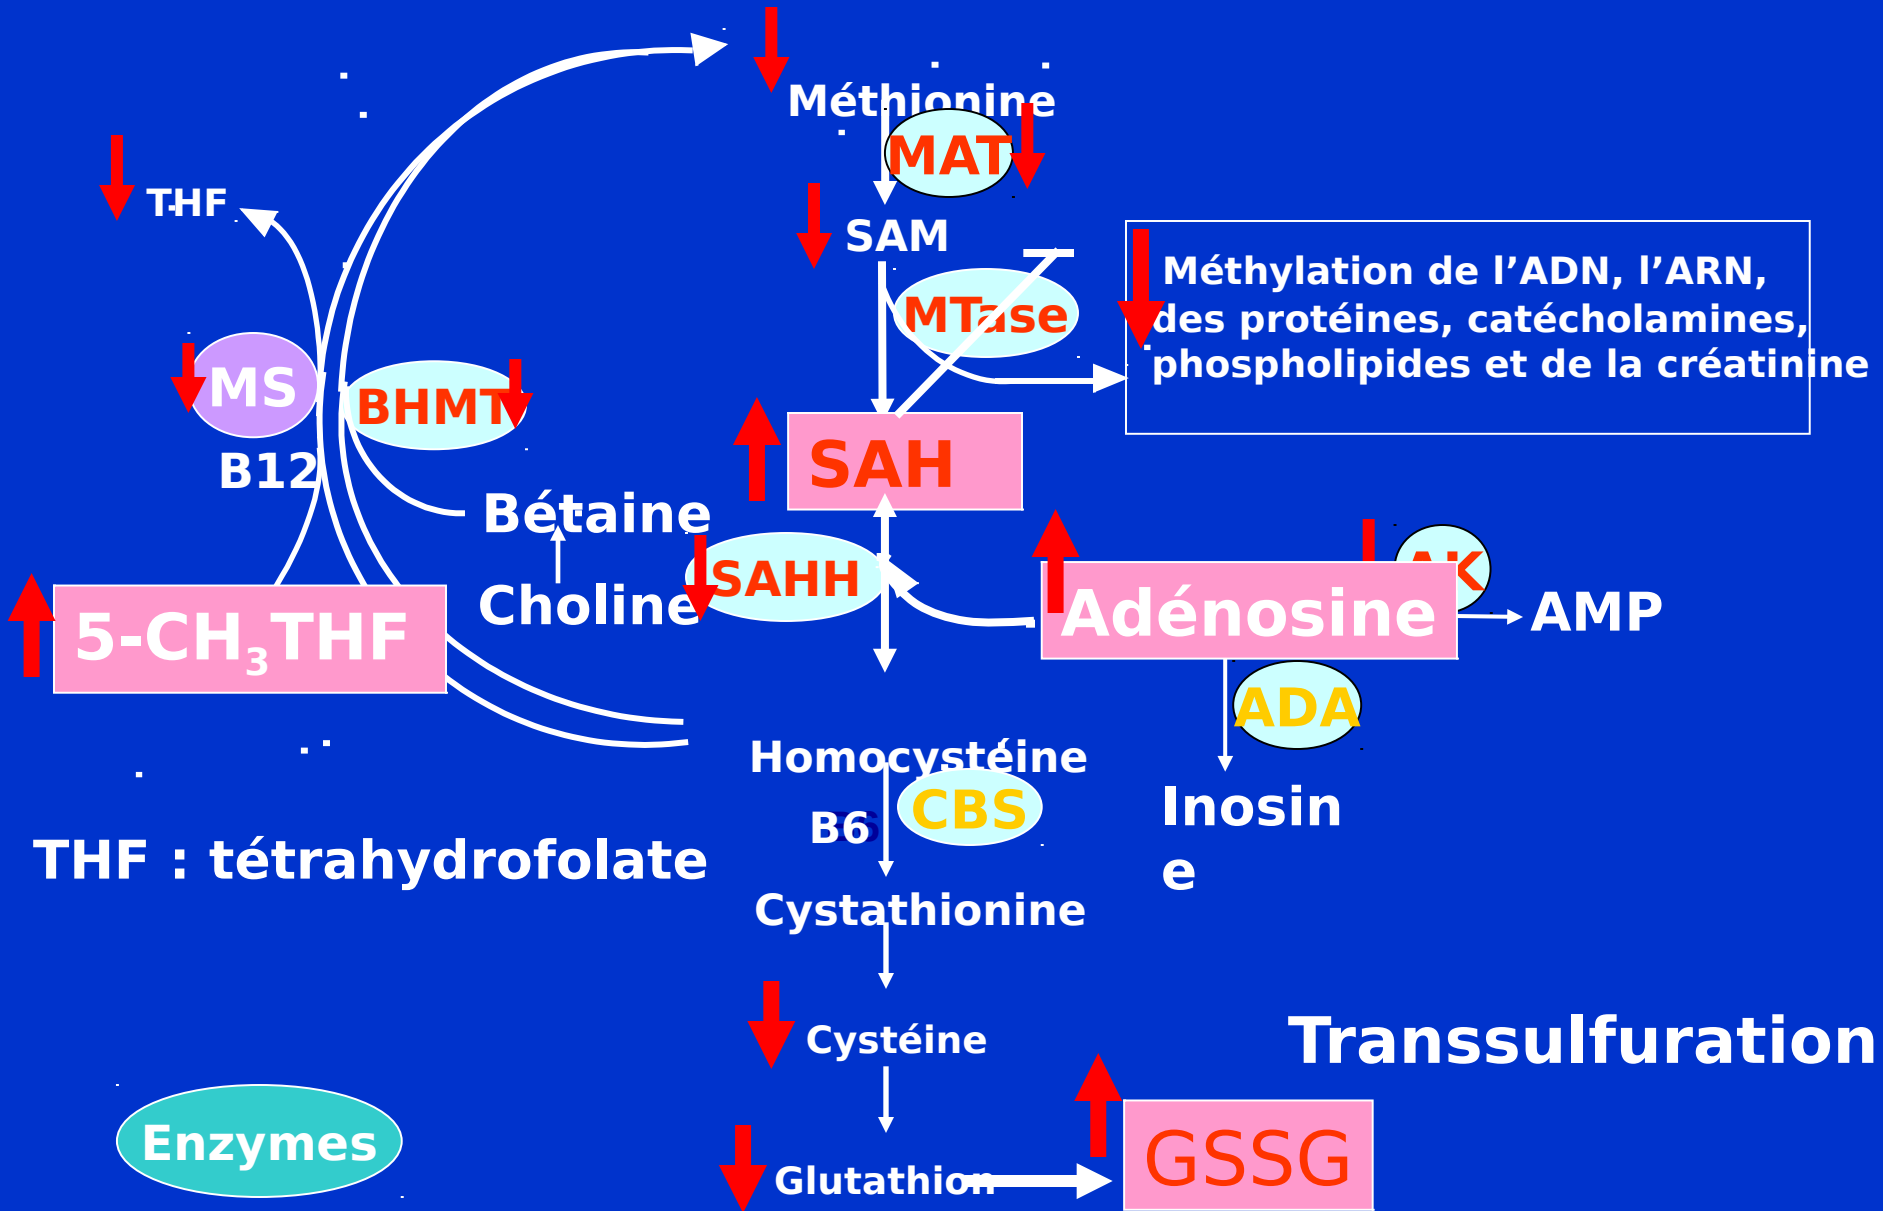 Méthionine
MAT
THF
SAM
Méthylation de l’ADN, l’ARN,
des protéines, catécholamines,
phospholipides et de la créatinine
MTase
MS
BHMT
B12
SAH
Bétaine
SAHH
AK
Choline
Adénosine
AMP
5-CH₃THF
ADA
Homocystéine
CBS
B6
Inosin
e
THF : tétrahydrofolate
Cystathionine
Cystéine
Transsulfuration
Enzymes
Glutathion
GSSG